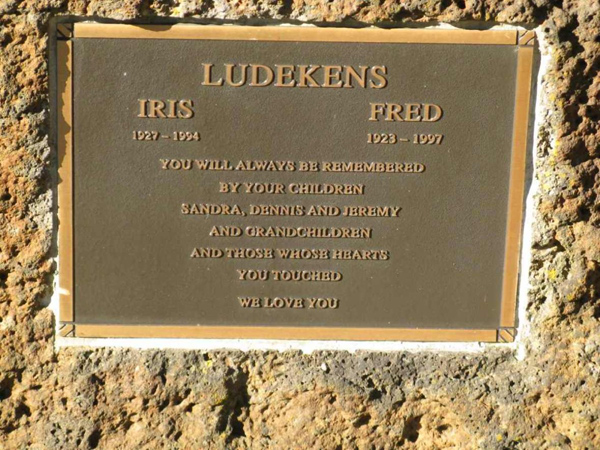 LUDEKENS
IRIS FRED
1927 – 1994 1923 – 1997
YOU WILL ALWAYS BE REMEMBERED
BY YOUR CHILDREN
SANDRA, DENNIS AND JEREMY
AND GRANDCHILDREN
AND THOSE WHOSE HEARTS
YOU TOUCHED
WE LOVE YOU